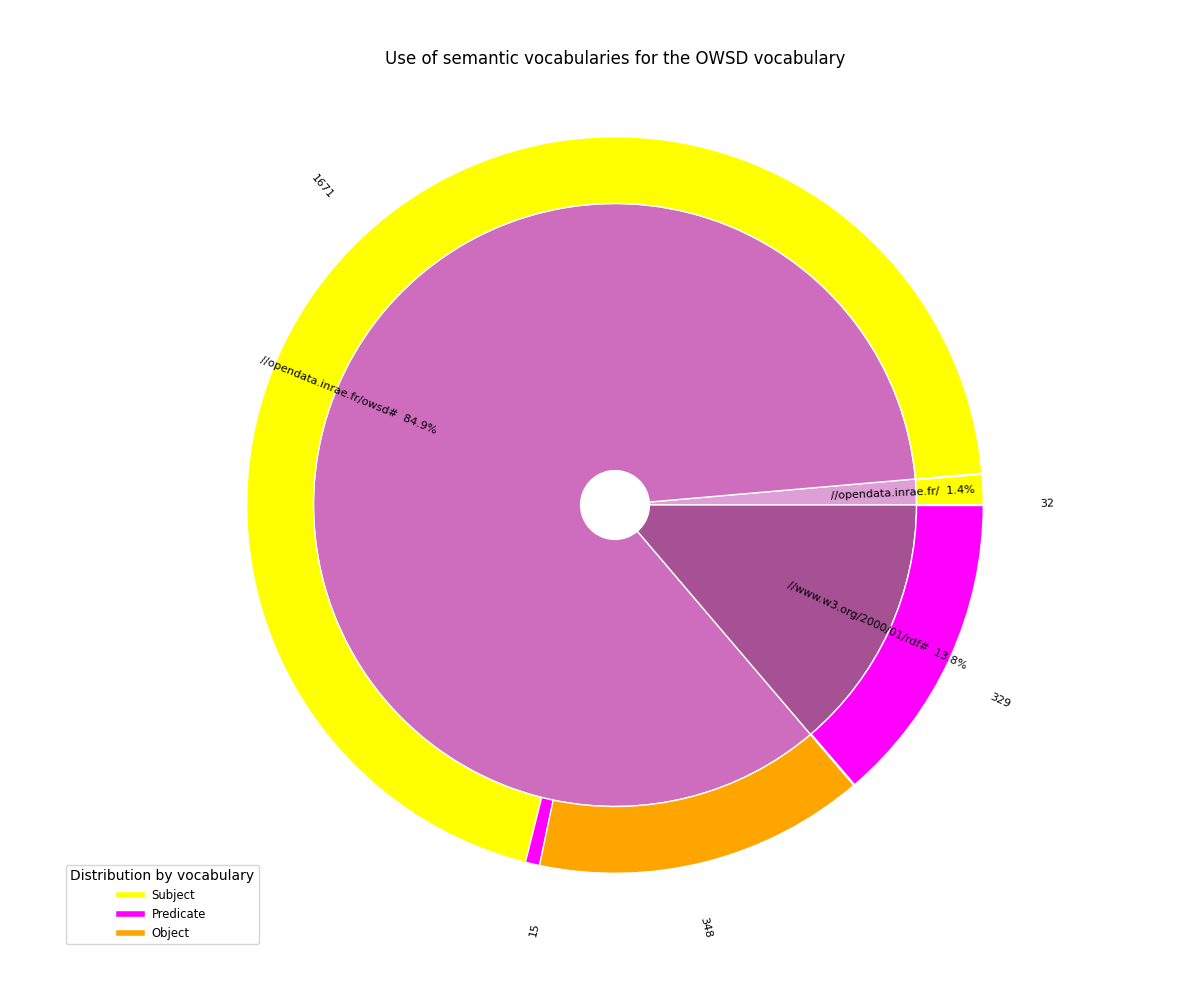 Use of semantic vocabularies for the OWSD vocabulary
1671
//opendata.inrae.fr/owsd# 84.9%
//opendata.inrae.fr/ 1.4%
32
//www.w3.org/2000/01/rdf# 13.8%
329
Distribution by vocabulary
Subject
Predicate
Object
15
348